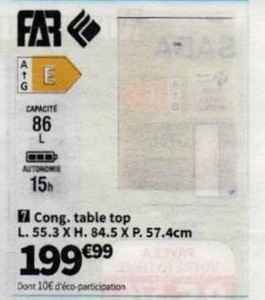 FAR
A
↑
G
E
CAPACITÉ
86
L
AUTONOMIE
15h
7 Cong. table top
L. 55.3 X H. 84.5 X P. 57.4cm
199€99
Dont 10€ d'éco-participation